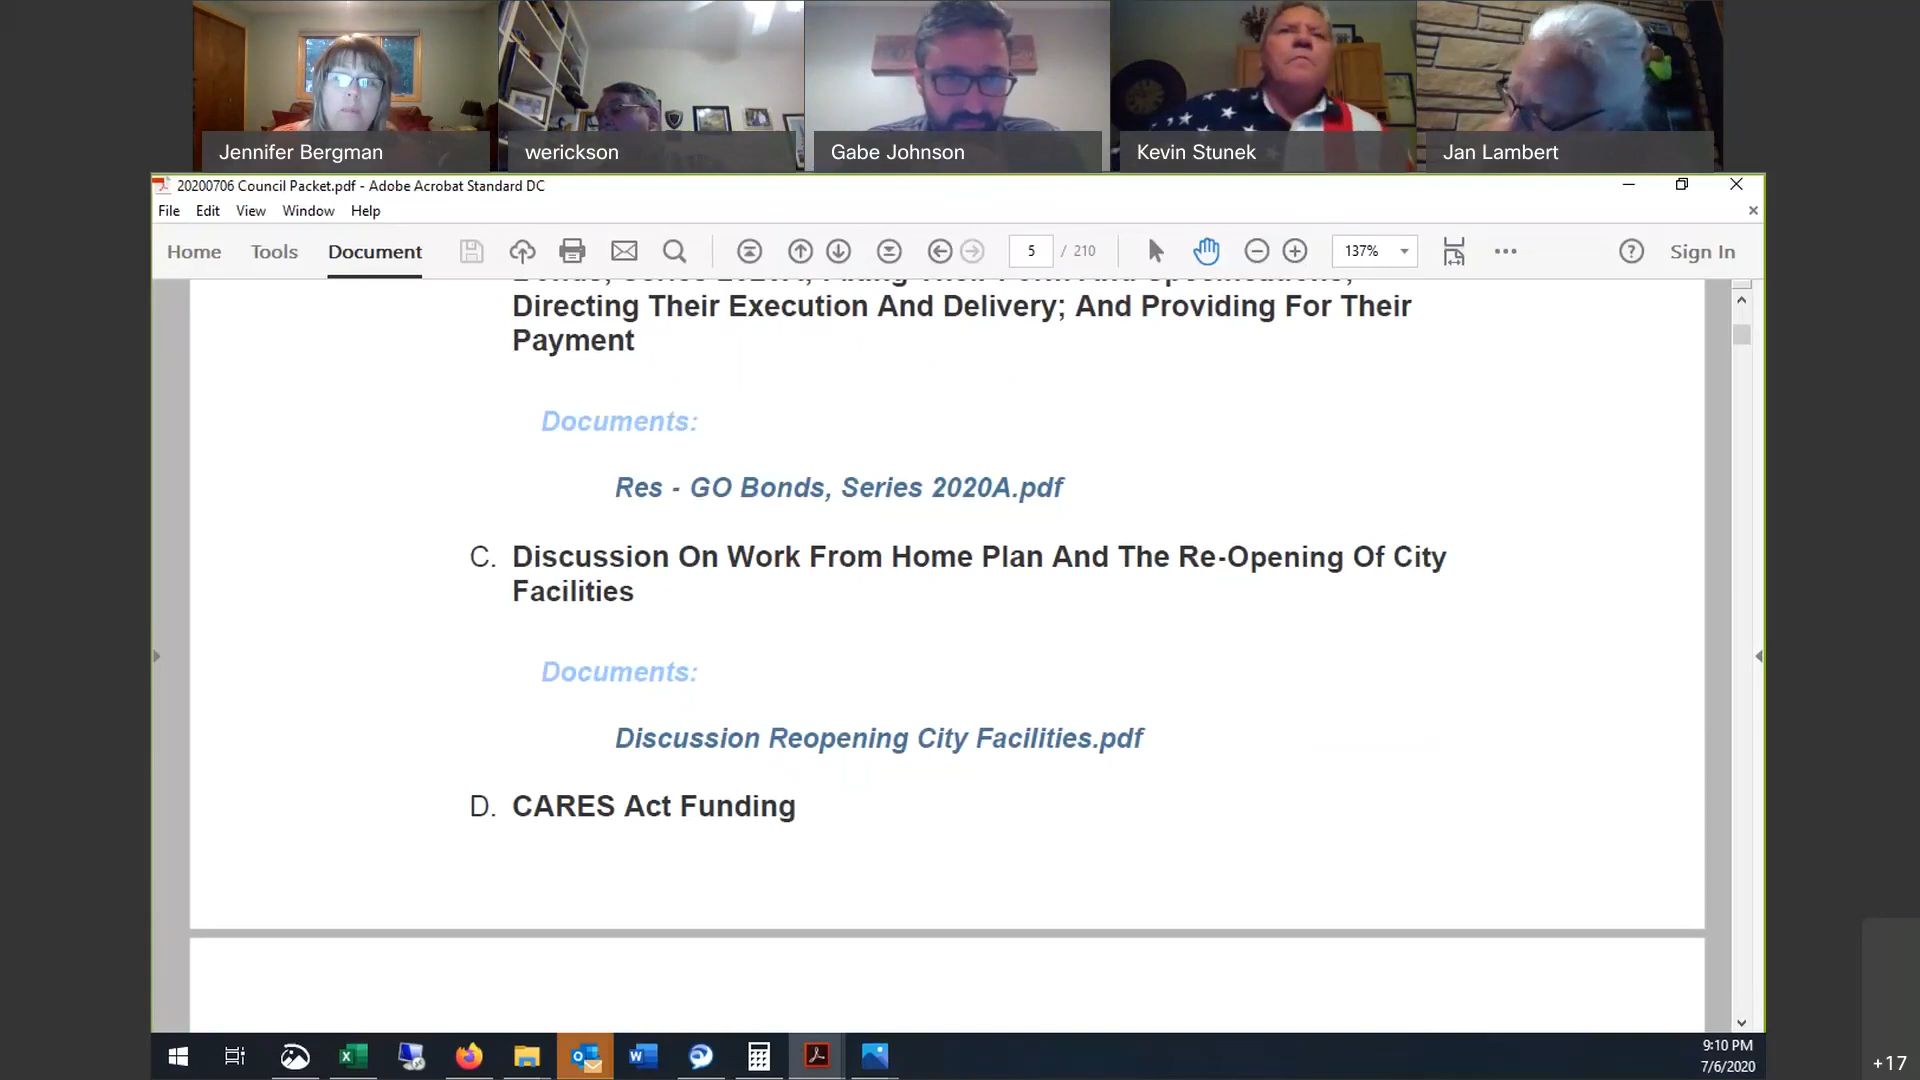 Jennifer Bergman
werickson
Gabe Johnson
Kevin Stunek
Jan Lambert
20200706 Council Packet.pdf - Adobe Acrobat Standard DC
File Edit View Window Help
Home Tools Document 5 / 210 137% Sign In
Directing Their Execution And Delivery; And Providing For Their
Payment
Documents:
Res - GO Bonds, Series 2020A.pdf
C. Discussion On Work From Home Plan And The Re-Opening Of City
Facilities
Documents:
Discussion Reopening City Facilities.pdf
D. CARES Act Funding
9:10 PM
7/6/2020
+17